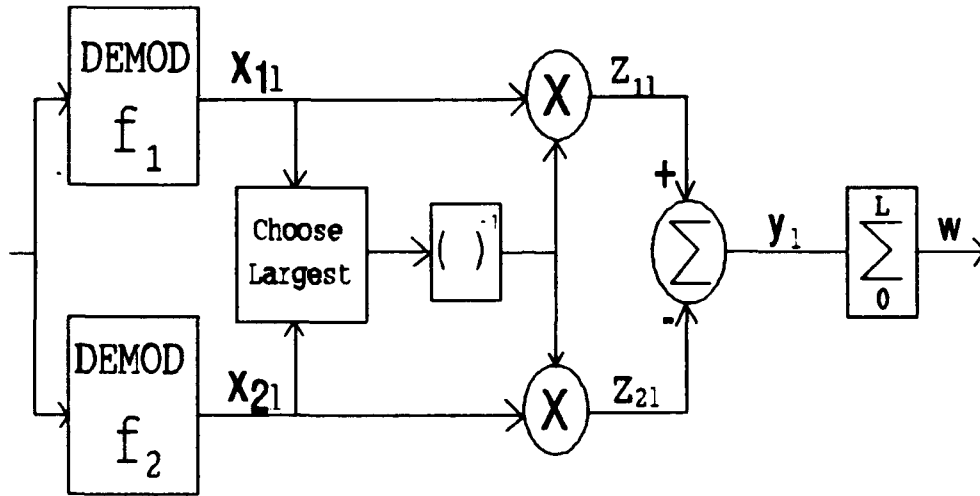 DEMOD
f₁
X₁₁
X
Z₁₁
+
Choose
Largest
( )⁻¹
Σ
y₁
L
Σ
0
w
-
DEMOD
f₂
X₂₁
X
Z₂₁